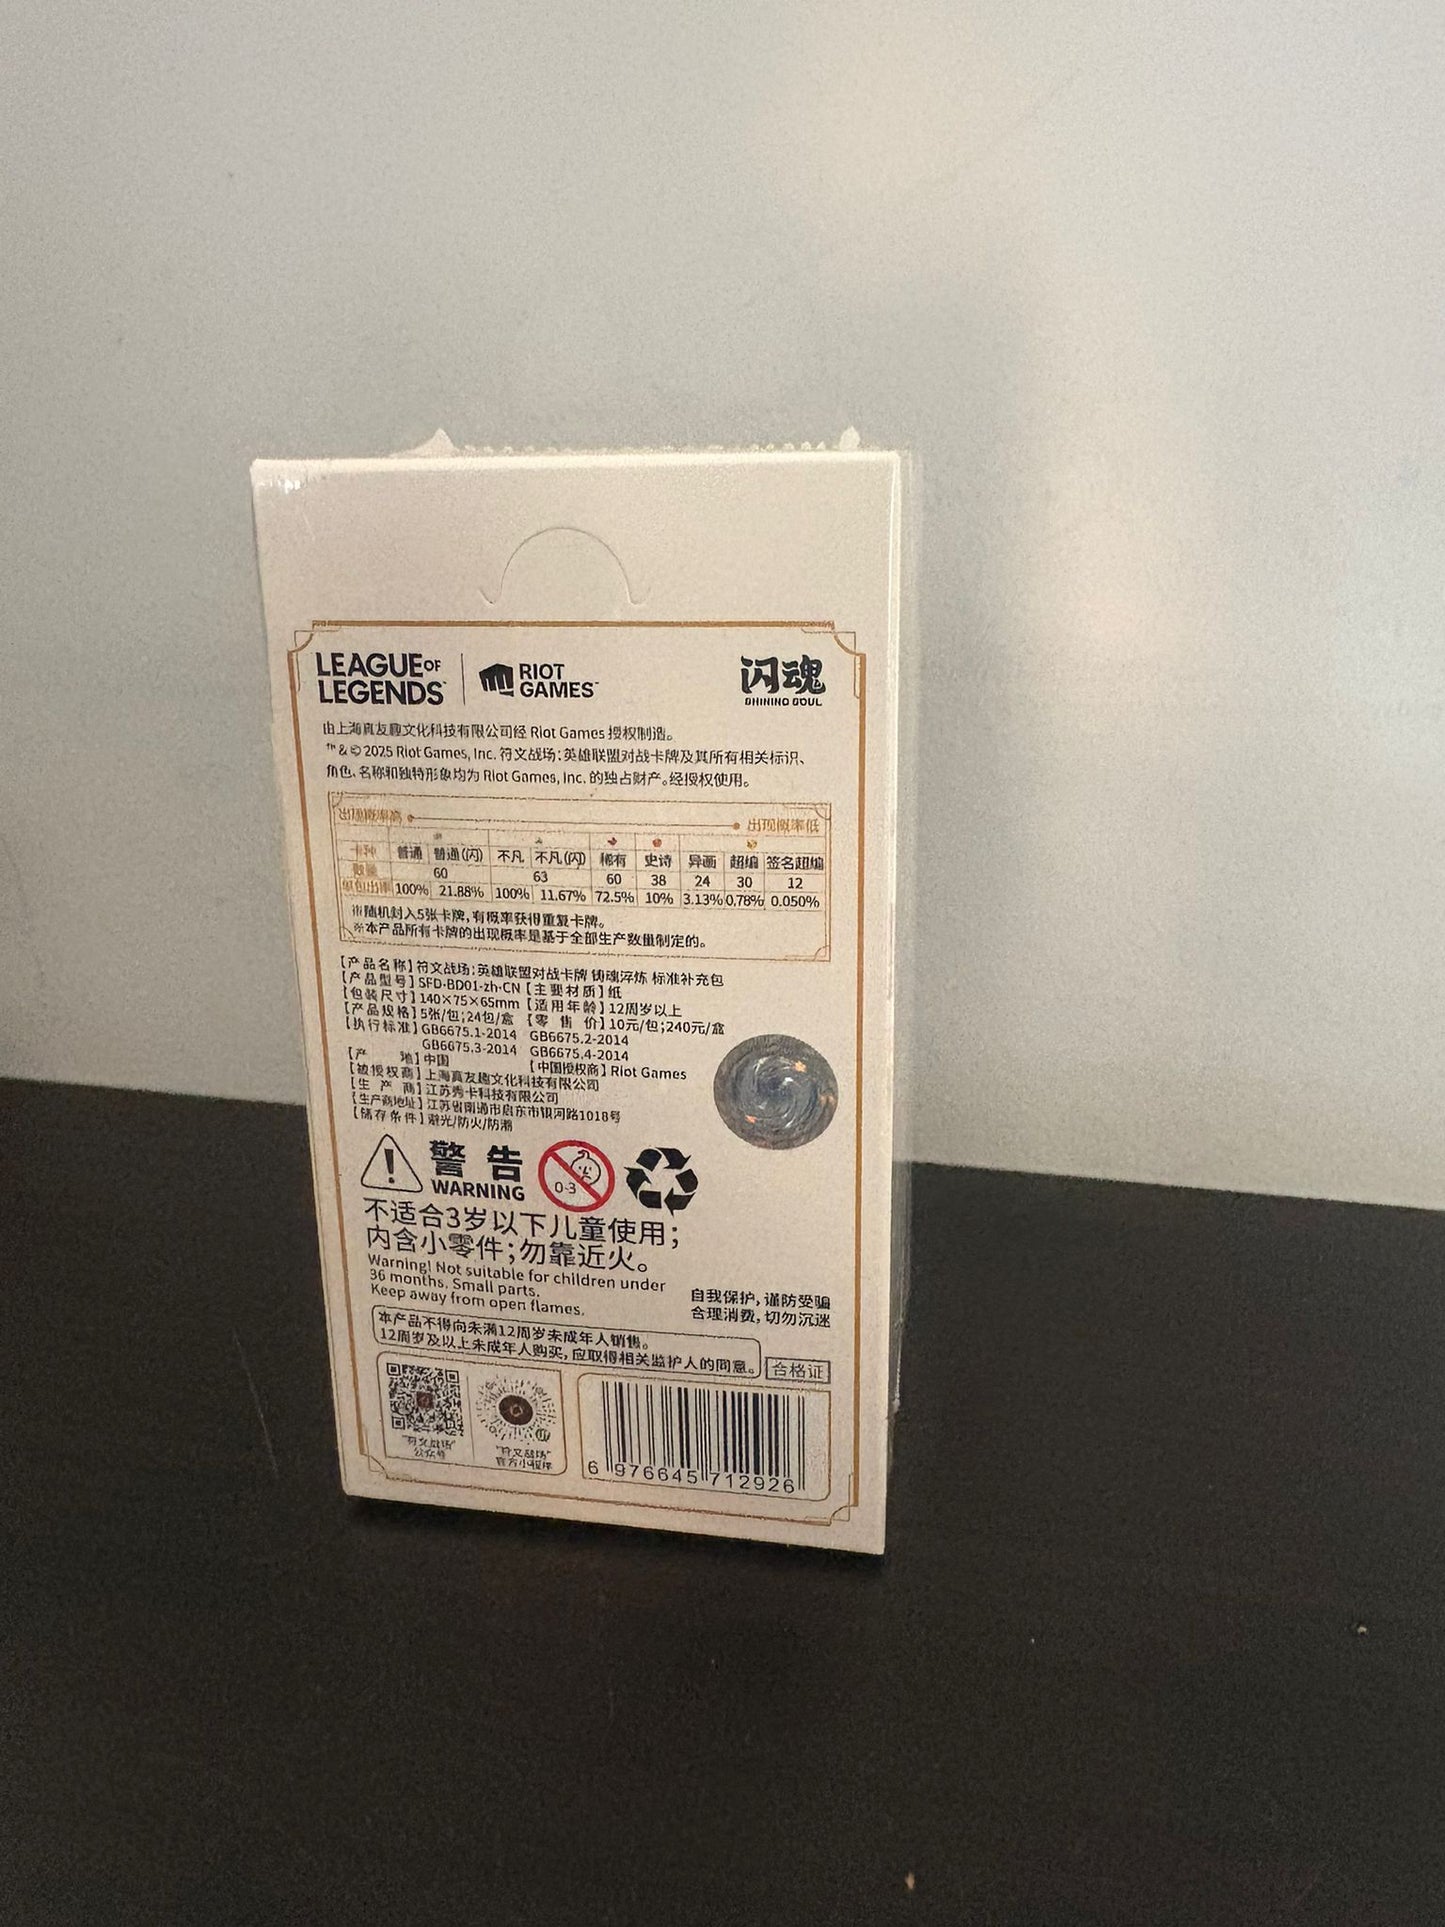 LEAGUE OF LEGENDS™
RIOT GAMES™
闪魂
SHINING SOUL
由上海真友趣文化科技有限公司经 Riot Games 授权制造。
™&©2025 Riot Games, Inc. 符文战场:英雄联盟对战卡牌及其所有相关标识、
角色、名称和独特形象均为 Riot Games, Inc. 的独占财产。经授权使用。
出现概率高 出现概率低
卡种 普通 普通(闪) 不凡 不凡(闪) 稀有 史诗 异画 超编 签名超编
数量 60 63 60 38 24 30 12
单包出率 100% 21.88% 100% 11.67% 72.5% 10% 3.13% 0.78% 0.050%
※随机封入5张卡牌,有概率获得重复卡牌。
※本产品所有卡牌的出现概率是基于全部生产数量制定的。
【产品名称】符文战场:英雄联盟对战卡牌 铸魂淬炼 标准补充包
【产品型号】SFD-BD01-zh-CN【主要材质】纸
【包装尺寸】140×75×65mm【适用年龄】12周岁以上
【产品规格】5张/包;24包/盒【零 售 价】10元/包;240元/盒
【执行标准】GB6675.1-2014 GB6675.2-2014
GB6675.3-2014 GB6675.4-2014
【产 地】中国 【中国授权商】Riot Games
【被授权商】上海真友趣文化科技有限公司
【生 产 商】江苏秀卡科技有限公司
【生产商地址】江苏省南通市启东市银河路1018号
【储存条件】避光/防火/防潮
警告
WARNING
0-3
不适合3岁以下儿童使用;
内含小零件;勿靠近火。
Warning! Not suitable for children under
36 months. Small parts.
Keep away from open flames.
自我保护,谨防受骗
合理消费,切勿沉迷
本产品不得向未满12周岁未成年人销售。
12周岁及以上未成年人购买,应取得相关监护人的同意。
合格证
"符文战场"
公众号
"符文战场"
官方小程序
6 976645 712926